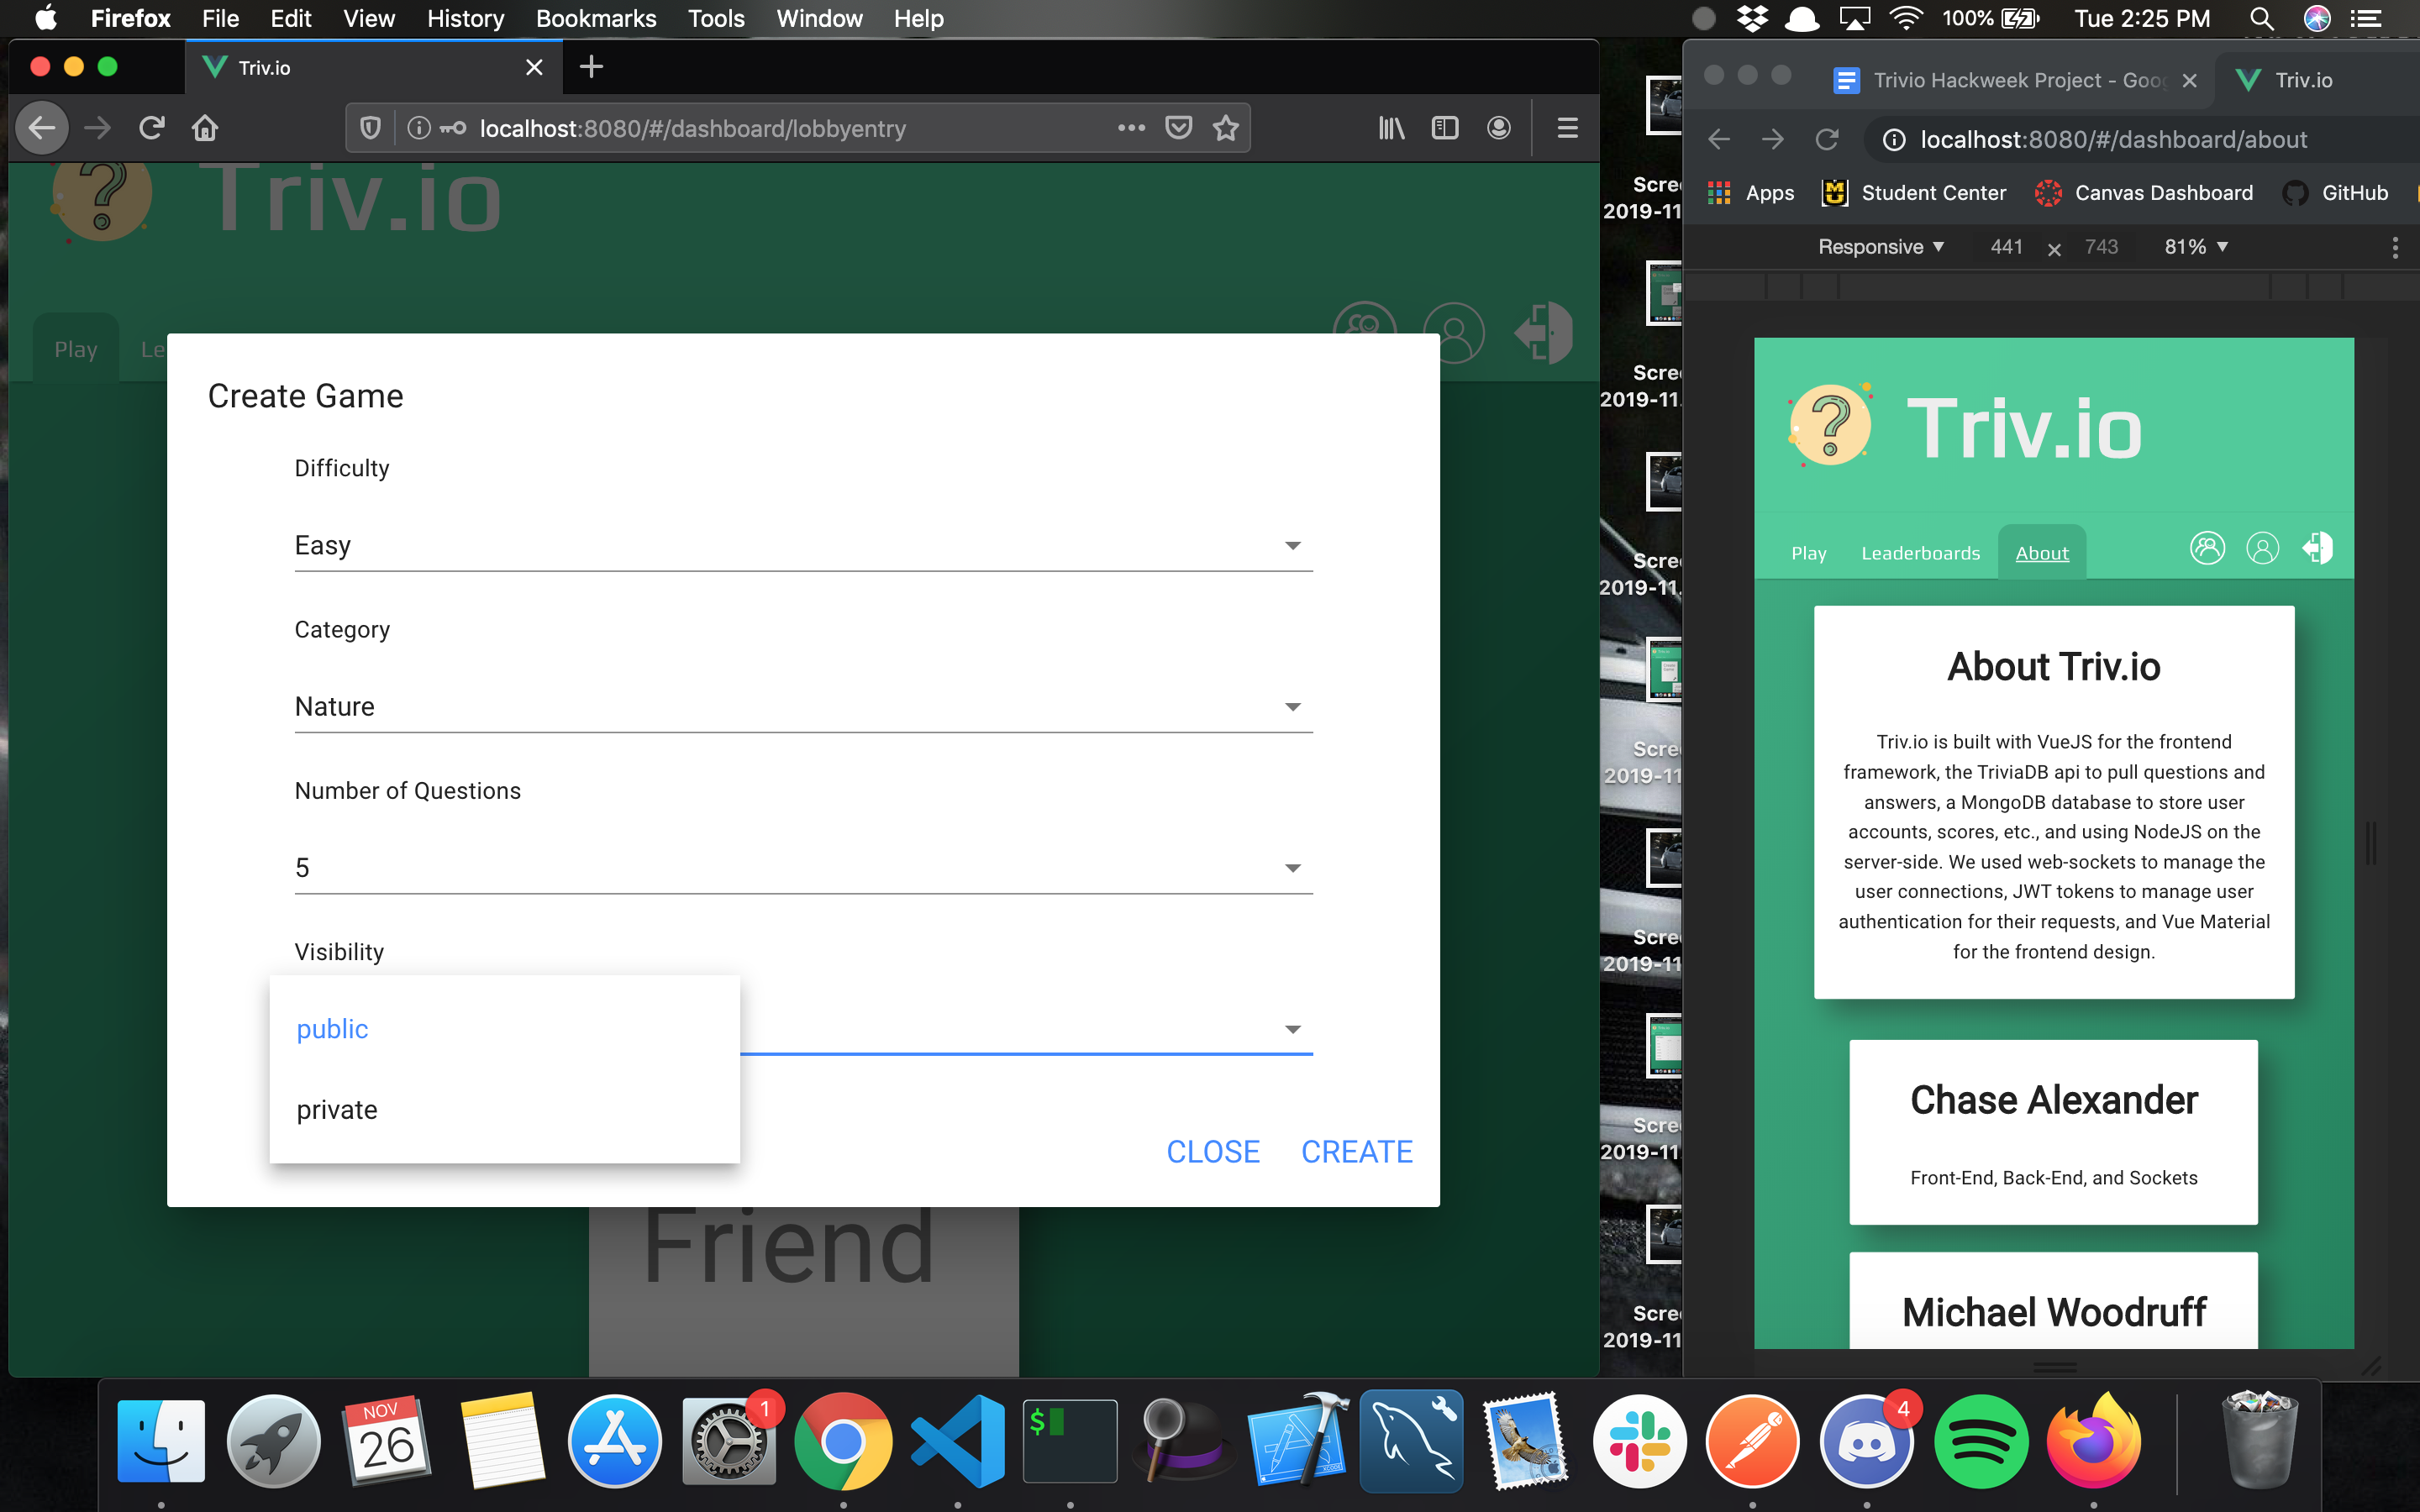 Firefox File Edit View History Bookmarks Tools Window Help
100% Tue 2:25 PM
Triv.io
localhost:8080/#/dashboard/lobbyentry
Triv.io
Play Le
Create Game
Difficulty
Easy
Category
Nature
Number of Questions
5
Visibility
public
private
CLOSE CREATE
Friend
Scre
2019-11
Scre
2019-11.
Scre
2019-11.
Scre
2019-11
Scre
2019-11
Scre
2019-11
Scre
2019-11
Trivio Hackweek Project - Goog
Triv.io
localhost:8080/#/dashboard/about
Apps Student Center Canvas Dashboard GitHub
Responsive 441 x 743 81%
Triv.io
Play Leaderboards About
About Triv.io
Triv.io is built with VueJS for the frontend
framework, the TriviaDB api to pull questions and
answers, a MongoDB database to store user
accounts, scores, etc., and using NodeJS on the
server-side. We used web-sockets to manage the
user connections, JWT tokens to manage user
authentication for their requests, and Vue Material
for the frontend design.
Chase Alexander
Front-End, Back-End, and Sockets
Michael Woodruff
NOV
26
1
$
4